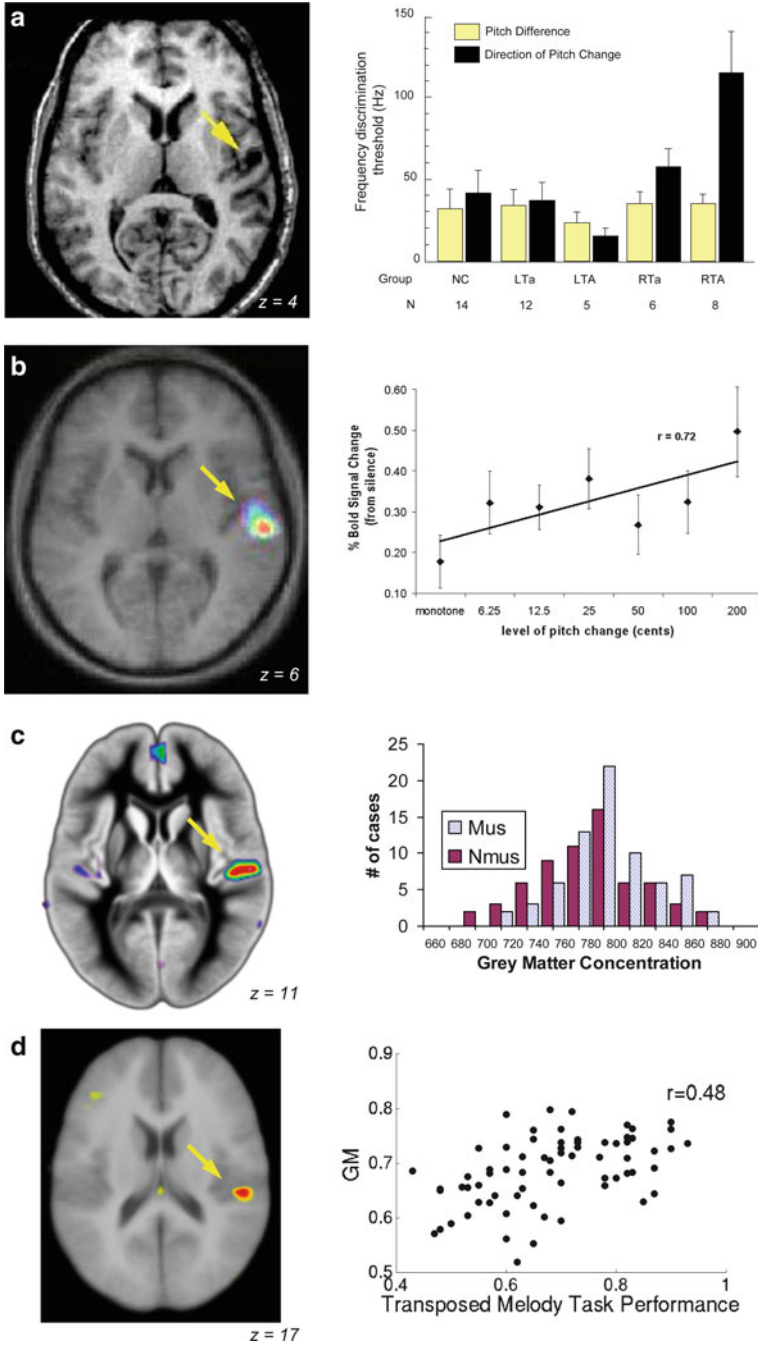 a
z = 4
Frequency discrimination
threshold (Hz)
Pitch Difference
Direction of Pitch Change
150
100
50
0
Group NC LTa LTA RTa RTA
N 14 12 5 6 8
b
z = 6
% Bold Signal Change
(from silence)
r = 0.72
0.60
0.50
0.40
0.30
0.20
0.10
monotone 6.25 12.5 25 50 100 200
level of pitch change (cents)
c
z = 11
# of cases
25
20
15
10
5
0
Mus
Nmus
660 680 700 720 740 760 780 800 820 840 860 880 900
Grey Matter Concentration
d
z = 17
GM
r=0.48
0.9
0.8
0.7
0.6
0.5
0.4 0.6 0.8 1
Transposed Melody Task Performance